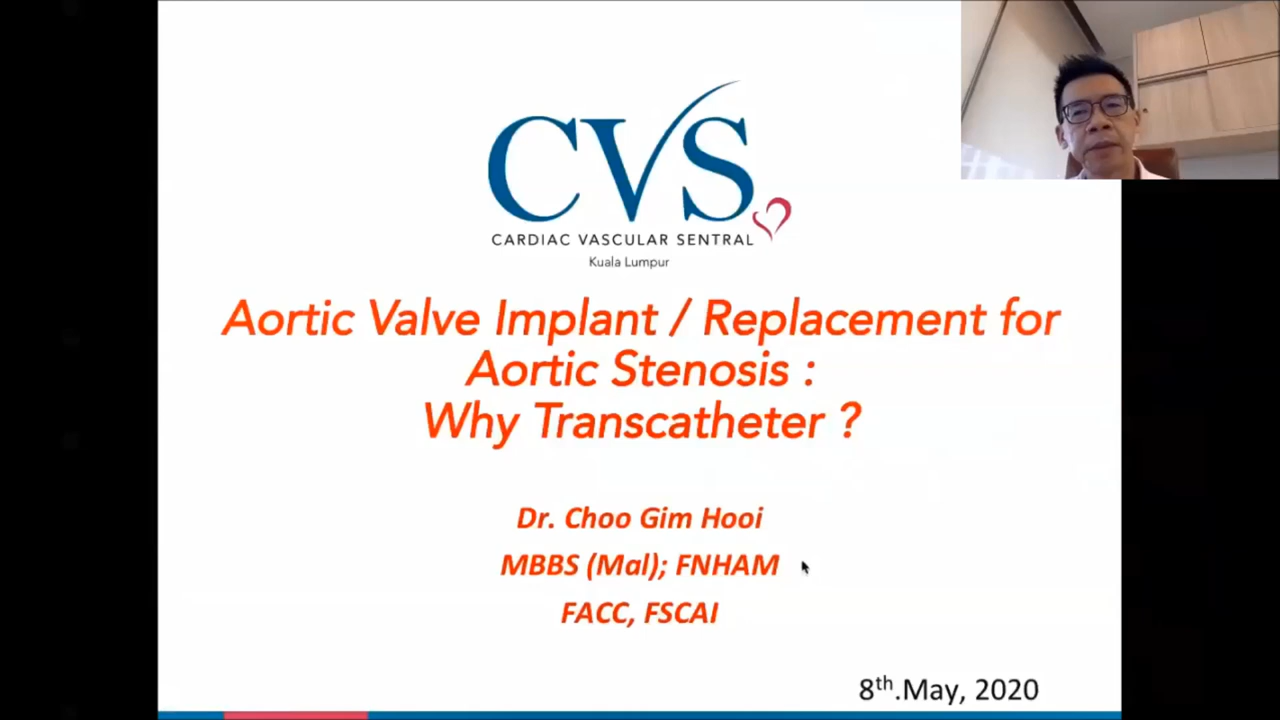 CVS
CARDIAC VASCULAR SENTRAL
Kuala Lumpur
Aortic Valve Implant / Replacement for
Aortic Stenosis :
Why Transcatheter ?
Dr. Choo Gim Hooi
MBBS (Mal); FNHAM
FACC, FSCAI
8th.May, 2020